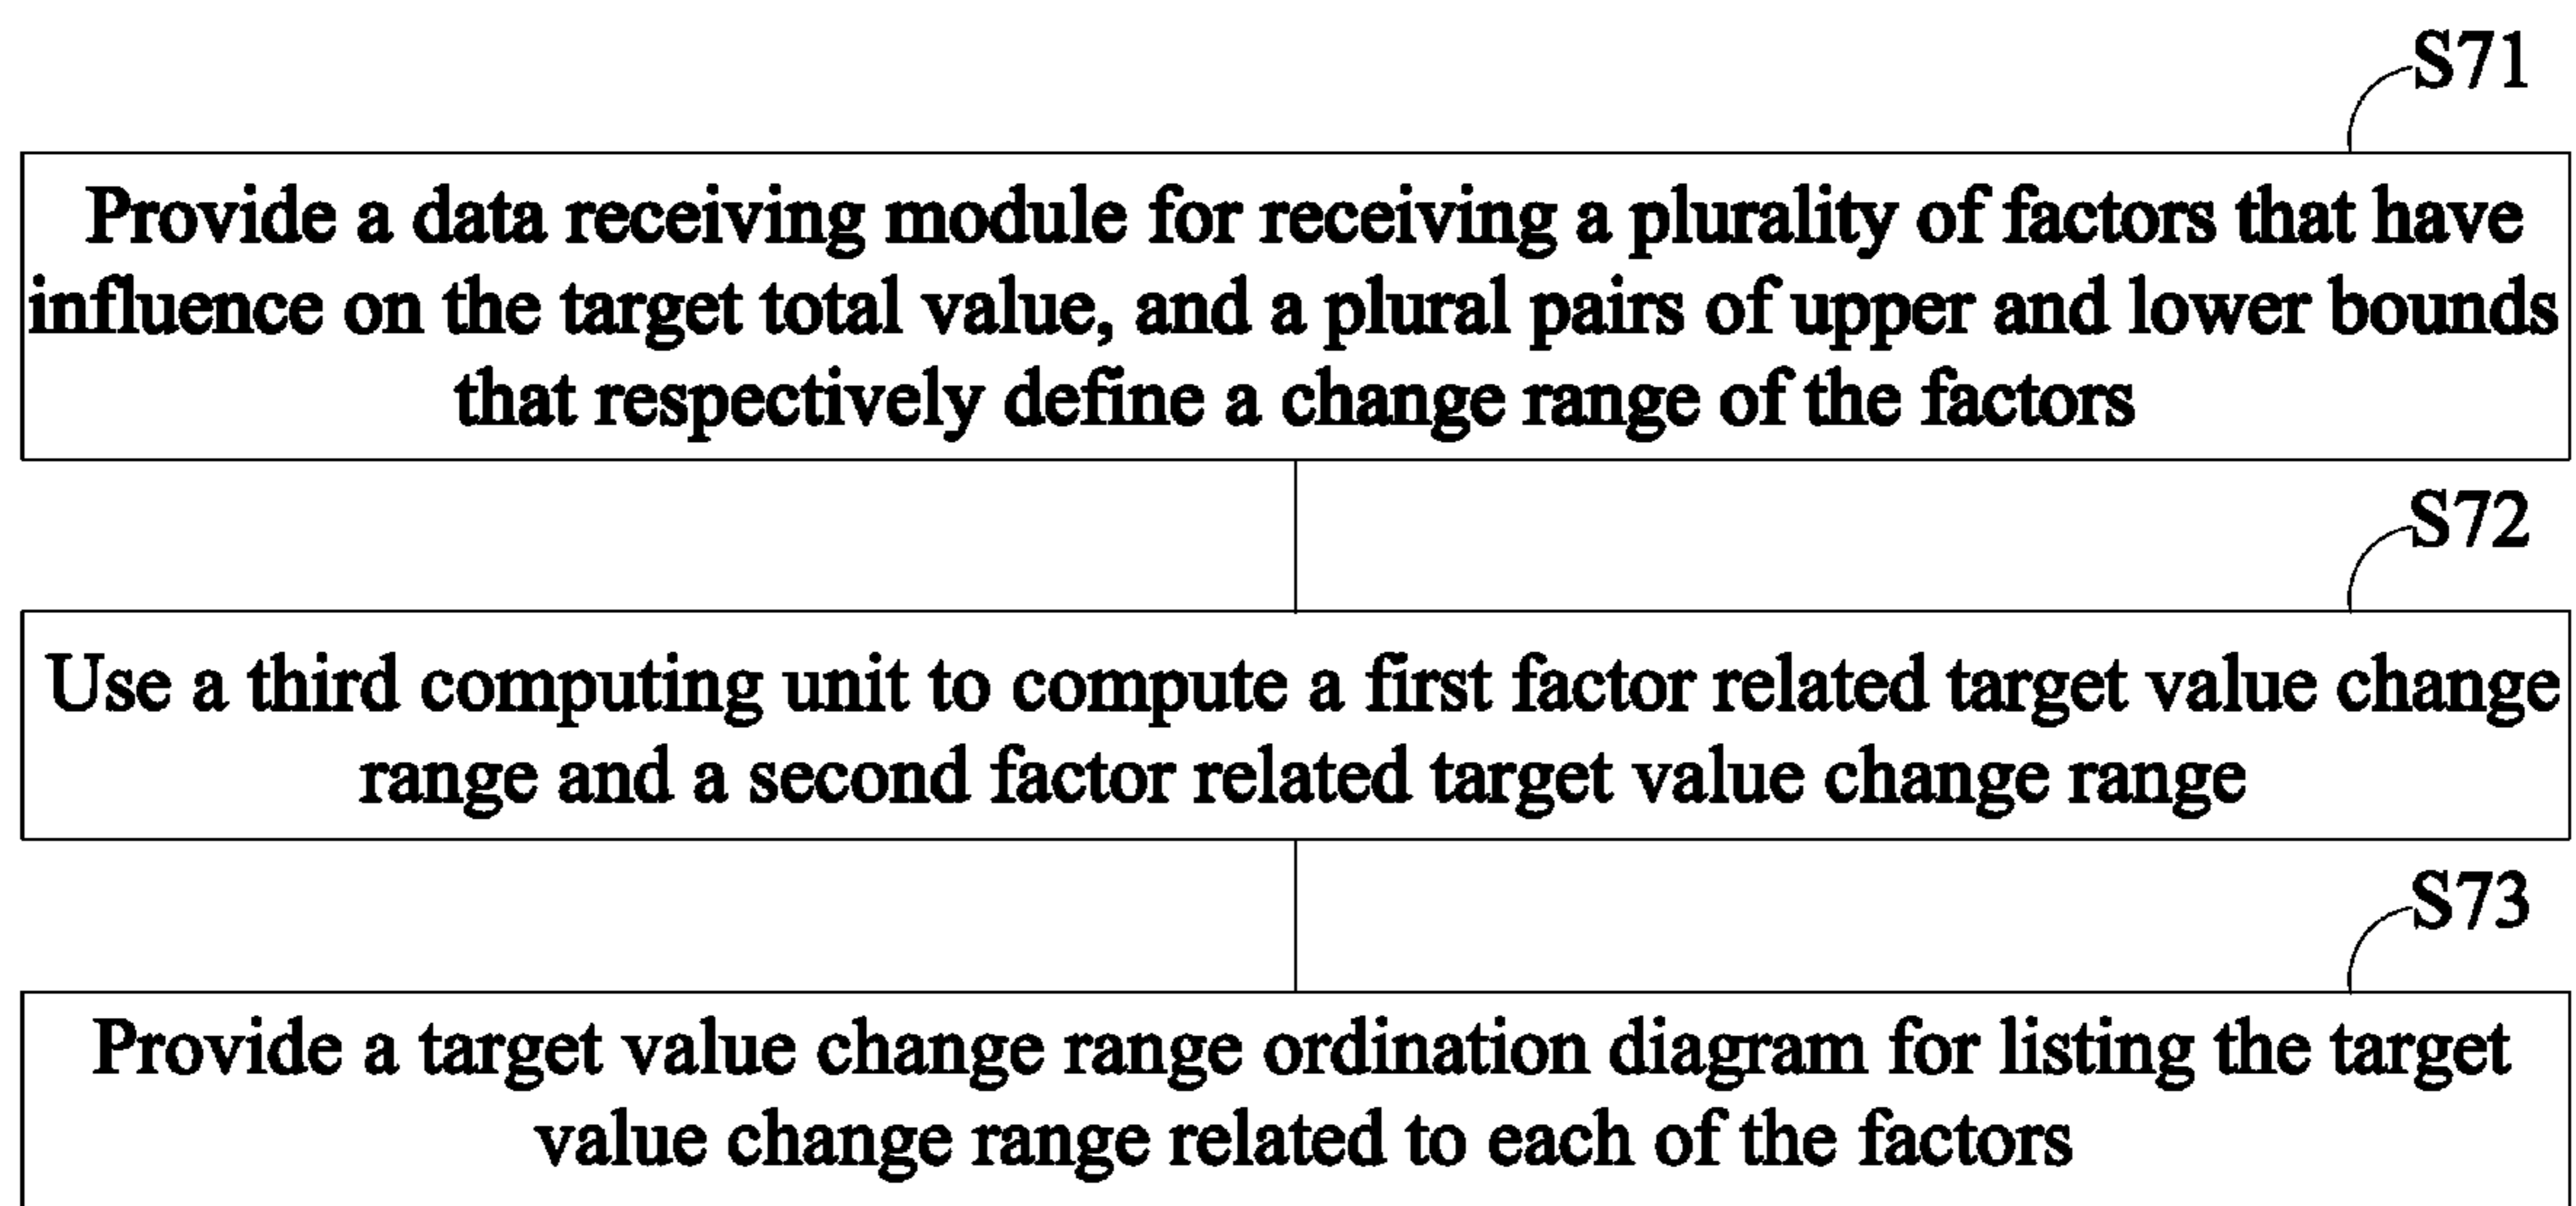 S71
Provide a data receiving module for receiving a plurality of factors that have
influence on the target total value, and a plural pairs of upper and lower bounds
that respectively define a change range of the factors
S72
Use a third computing unit to compute a first factor related target value change
range and a second factor related target value change range
S73
Provide a target value change range ordination diagram for listing the target
value change range related to each of the factors